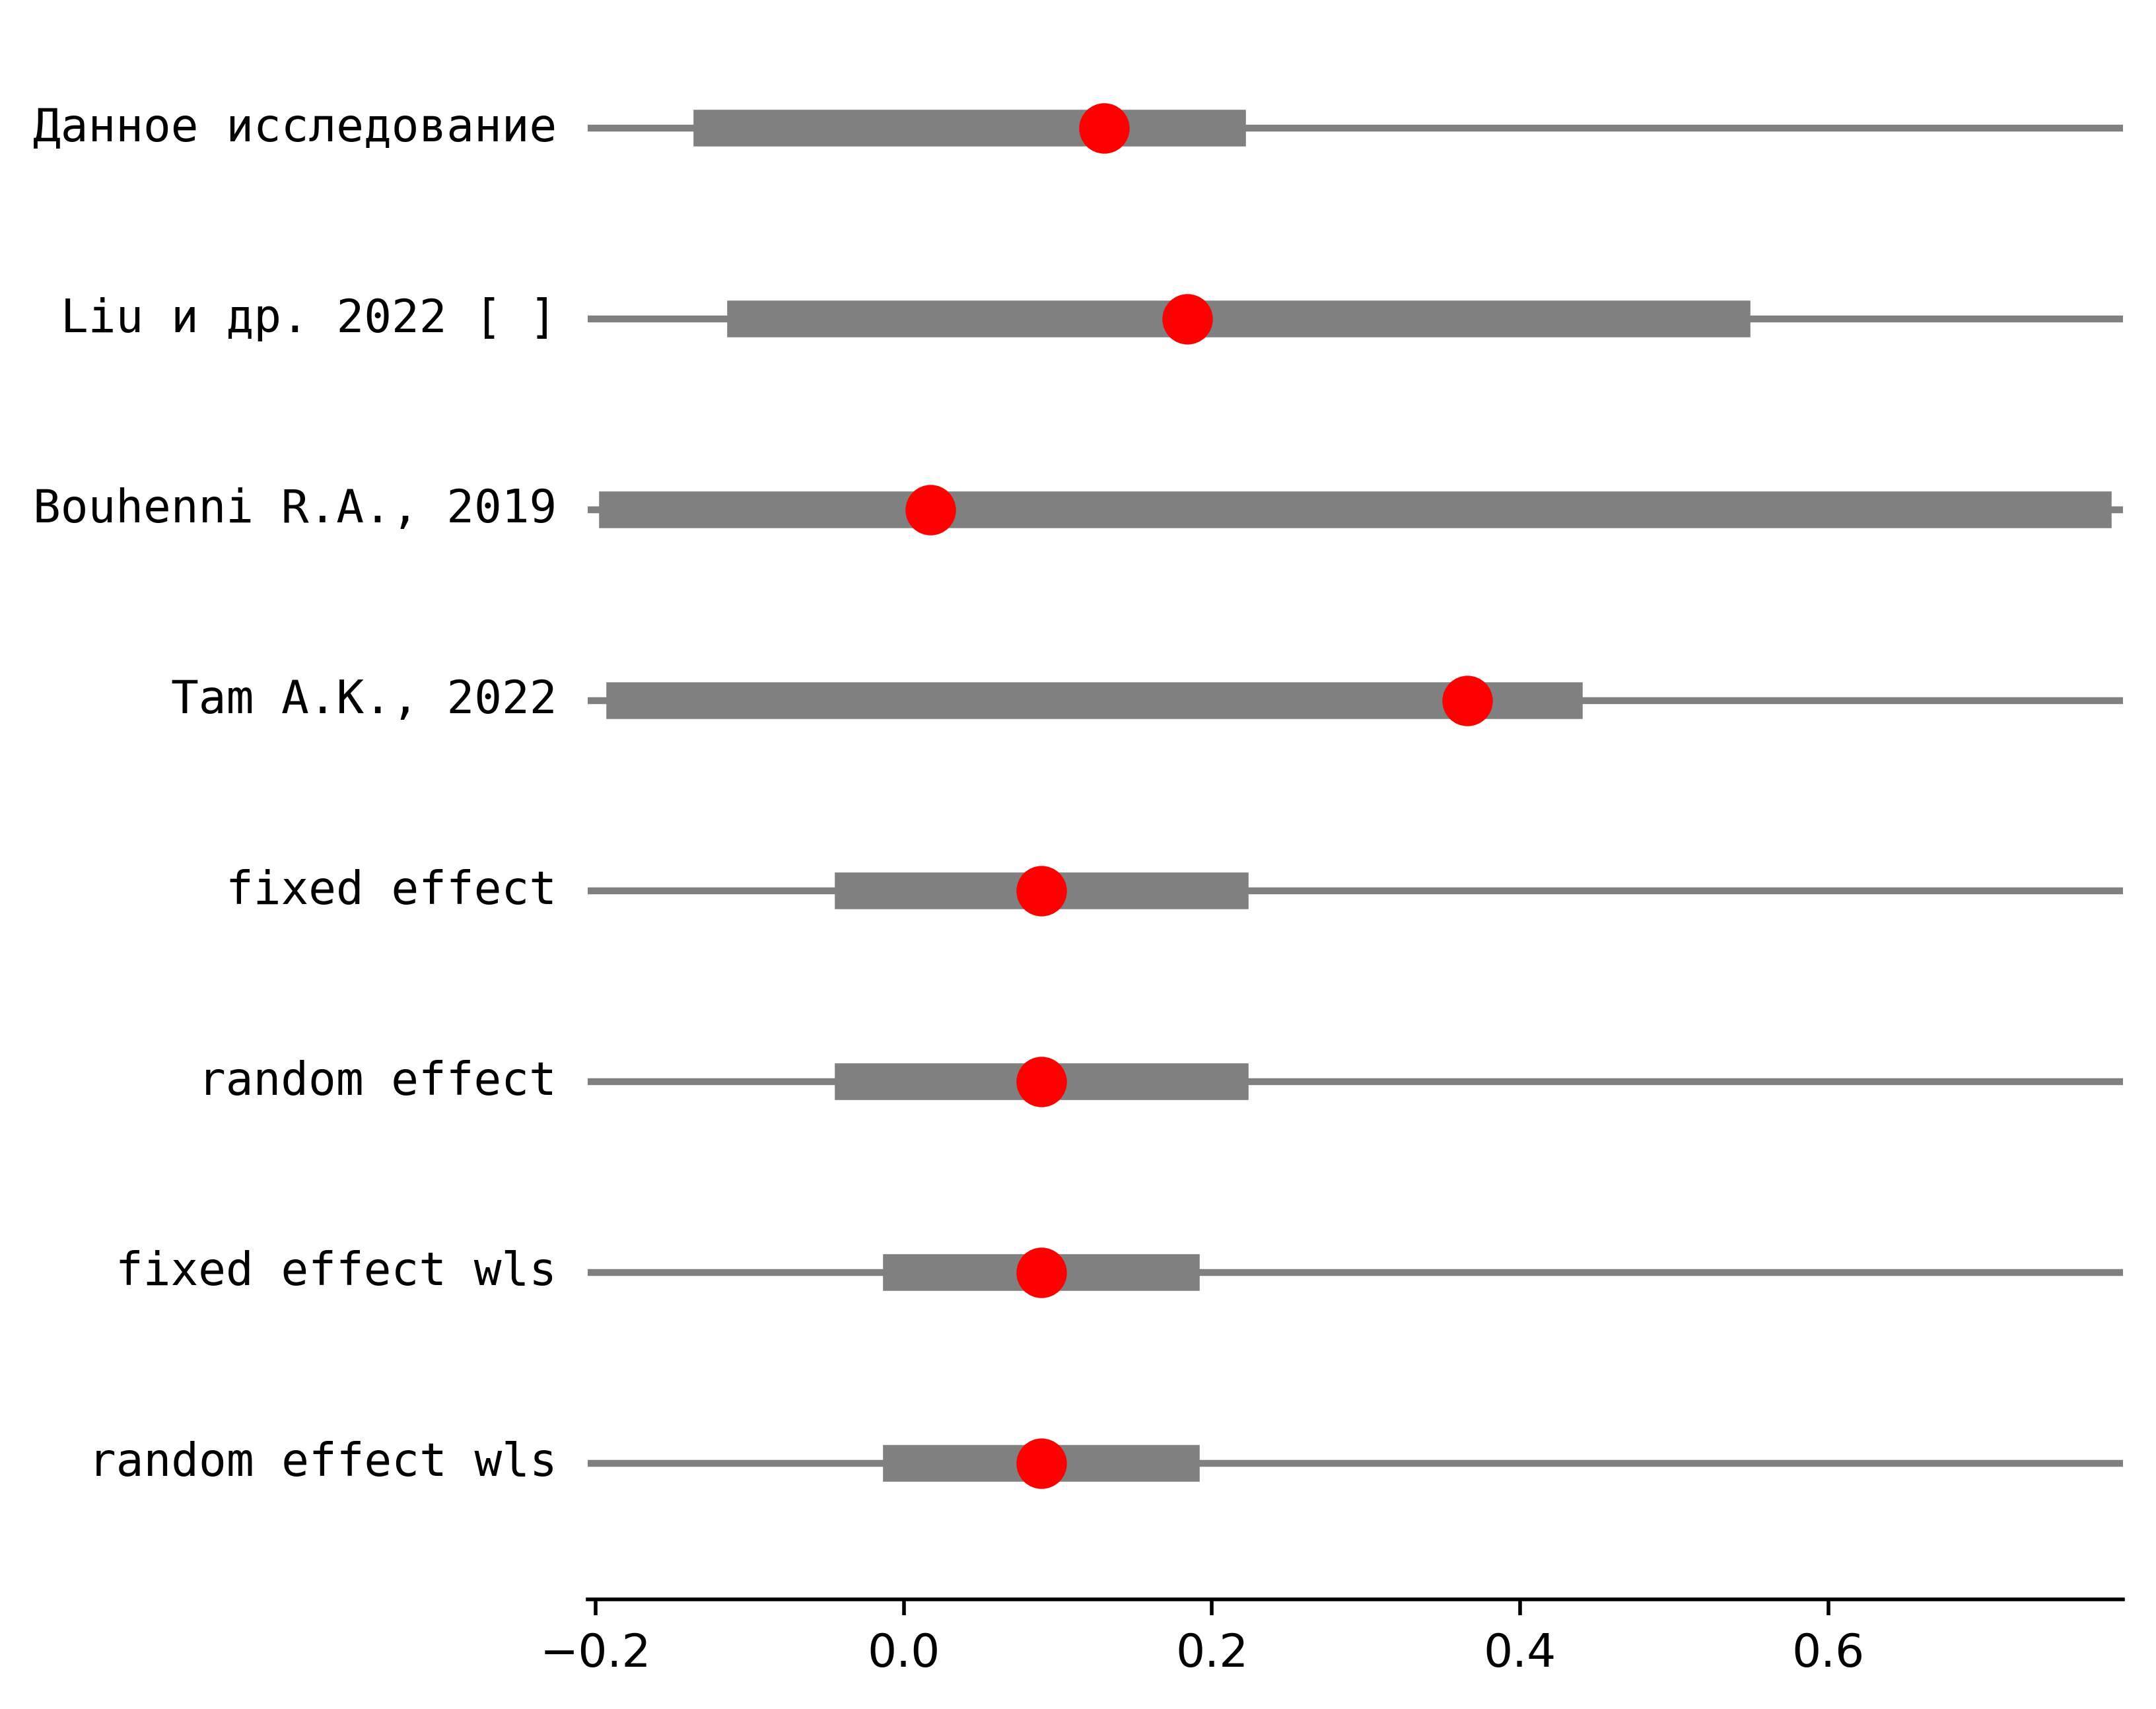 Данное исследование
Liu и др. 2022 [ ]
Bouhenni R.A., 2019
Tam A.K., 2022
fixed effect
random effect
fixed effect wls
random effect wls
−0.2 0.0 0.2 0.4 0.6